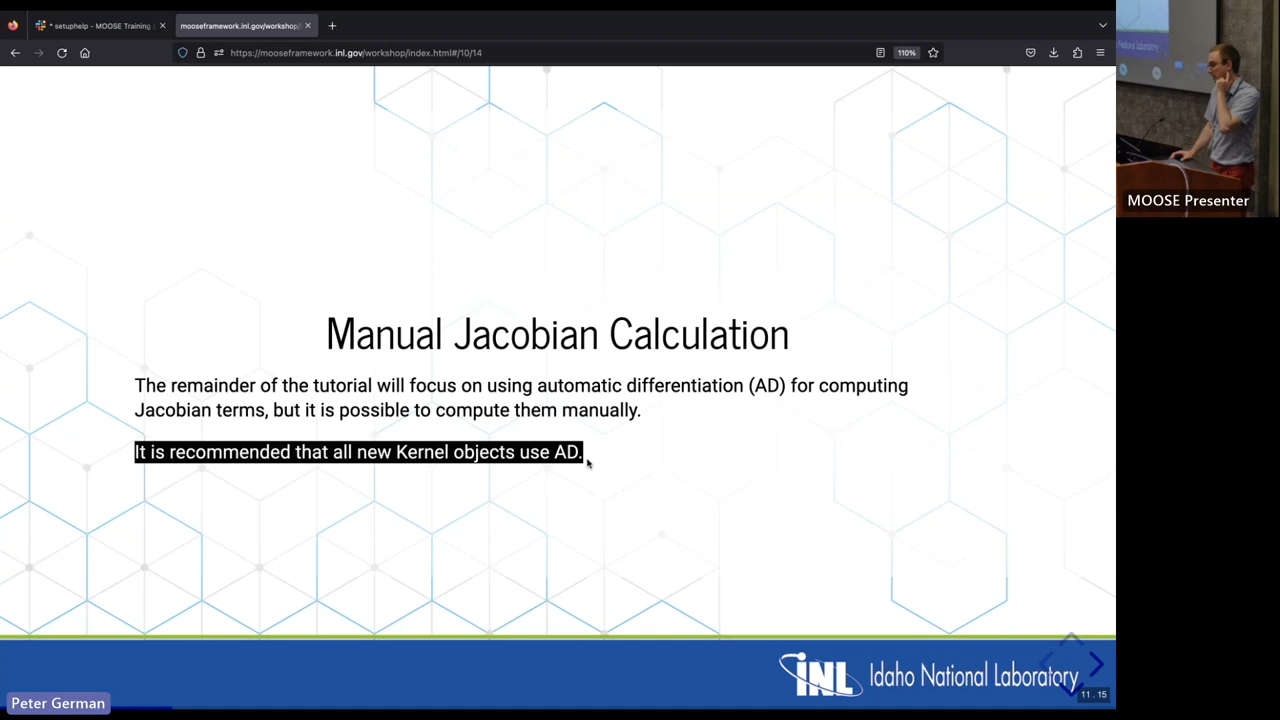 * setuphelp - MOOSE Training
mooseframework.inl.gov/workshop/
https://mooseframework.inl.gov/workshop/index.html#/10/14
110%
MOOSE Presenter
Manual Jacobian Calculation
The remainder of the tutorial will focus on using automatic differentiation (AD) for computing
Jacobian terms, but it is possible to compute them manually.
It is recommended that all new Kernel objects use AD.
INL Idaho National Laboratory
11 . 15
Peter German